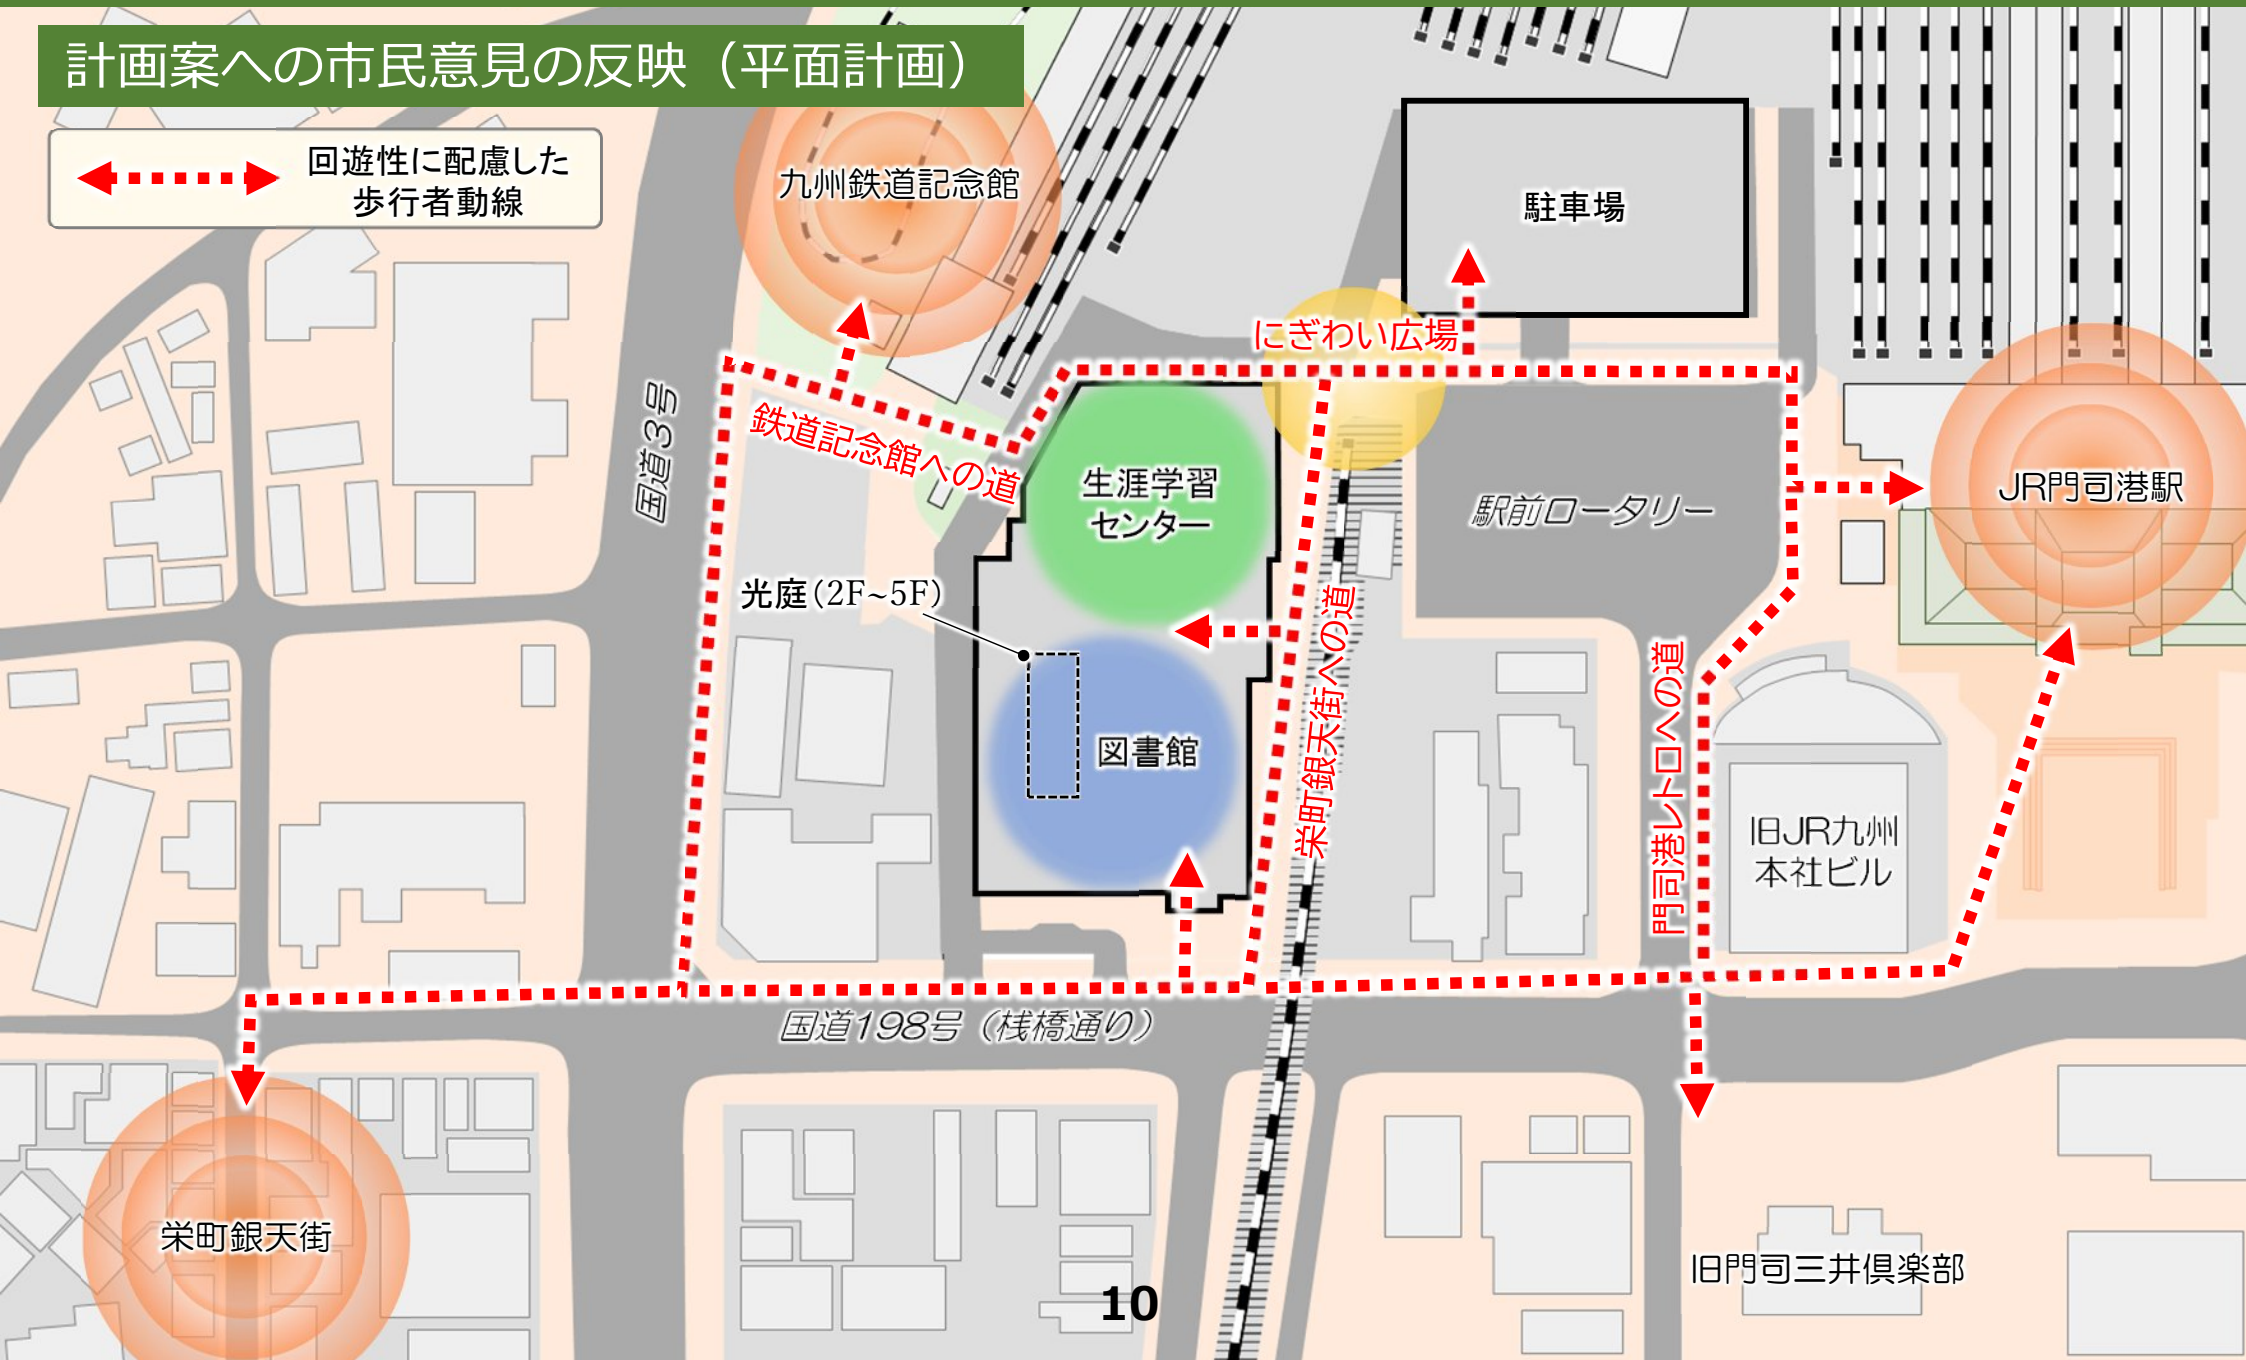 計画案への市民意見の反映（平面計画）
回遊性に配慮した
歩行者動線
九州鉄道記念館
駐車場
にぎわい広場
国道3号
鉄道記念館への道
生涯学習
センター
駅前ロータリー
JR門司港駅
光庭（2F~5F）
栄町銀天街への道
門司港レトロへの道
図書館
旧JR九州
本社ビル
国道198号（桟橋通り）
栄町銀天街
旧門司三井倶楽部
10